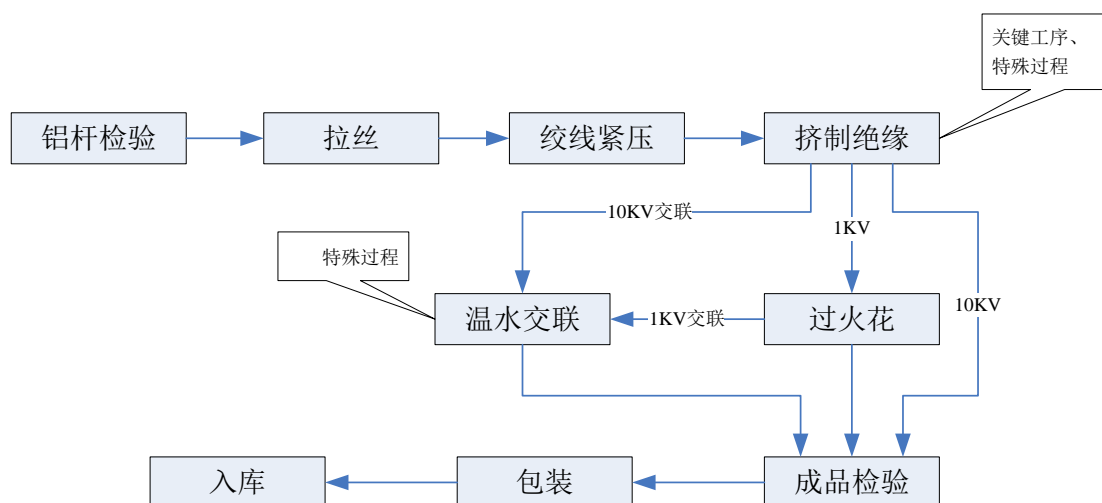 关键工序、
特殊过程
铝杆检验
拉丝
绞线紧压
挤制绝缘
10KV交联
1KV
特殊过程
温水交联
1KV交联
过火花
10KV
入库
包装
成品检验